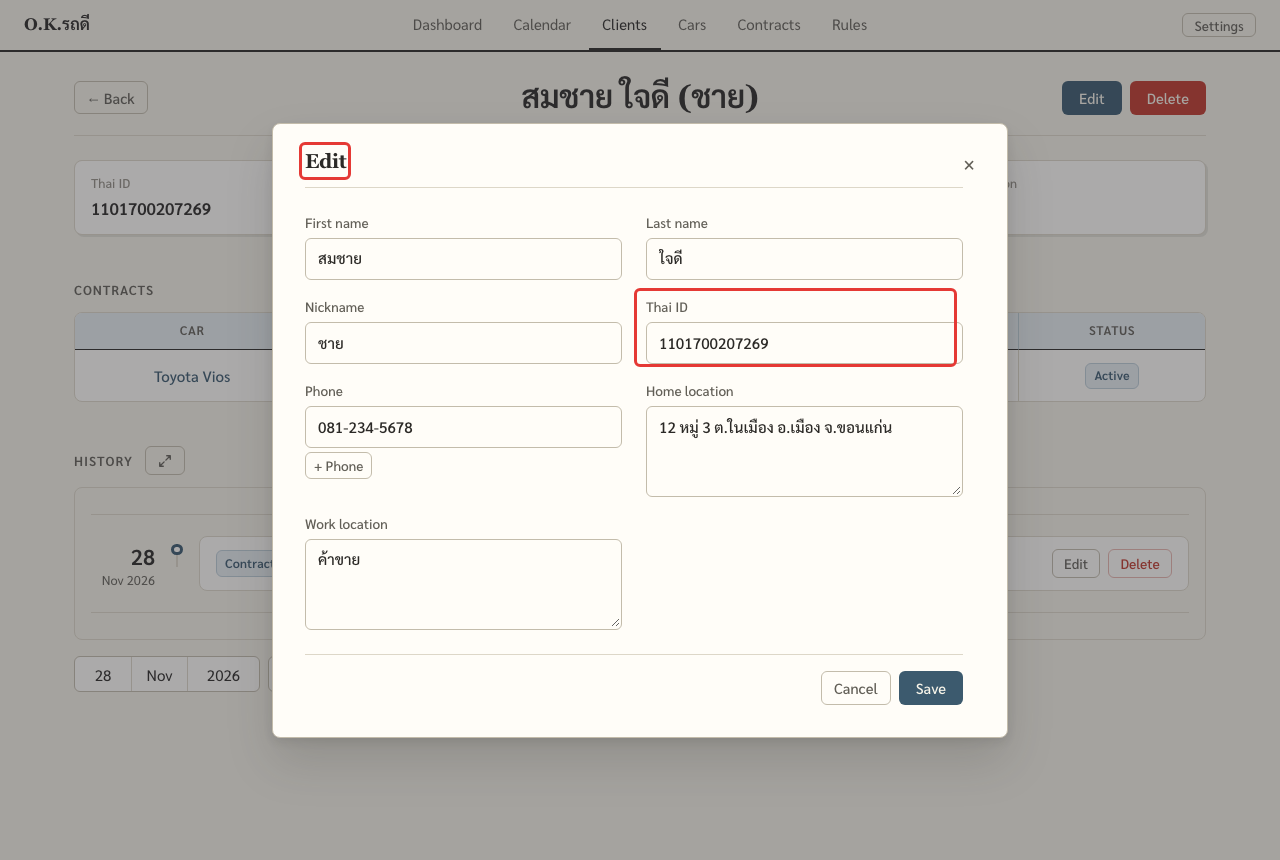 O.K.รถดี
Dashboard Calendar Clients Cars Contracts Rules
Settings
← Back
สมชาย ใจดี (ชาย)
Edit Delete
Thai ID
1101700207269
CONTRACTS
CAR
STATUS
Toyota Vios
Active
HISTORY
28
Nov 2026
Contract
Edit Delete
28 Nov 2026
Edit
×
First name
สมชาย
Last name
ใจดี
Nickname
ชาย
Thai ID
1101700207269
Phone
081-234-5678
+ Phone
Home location
12 หมู่ 3 ต.ในเมือง อ.เมือง จ.ขอนแก่น
Work location
ค้าขาย
Cancel Save